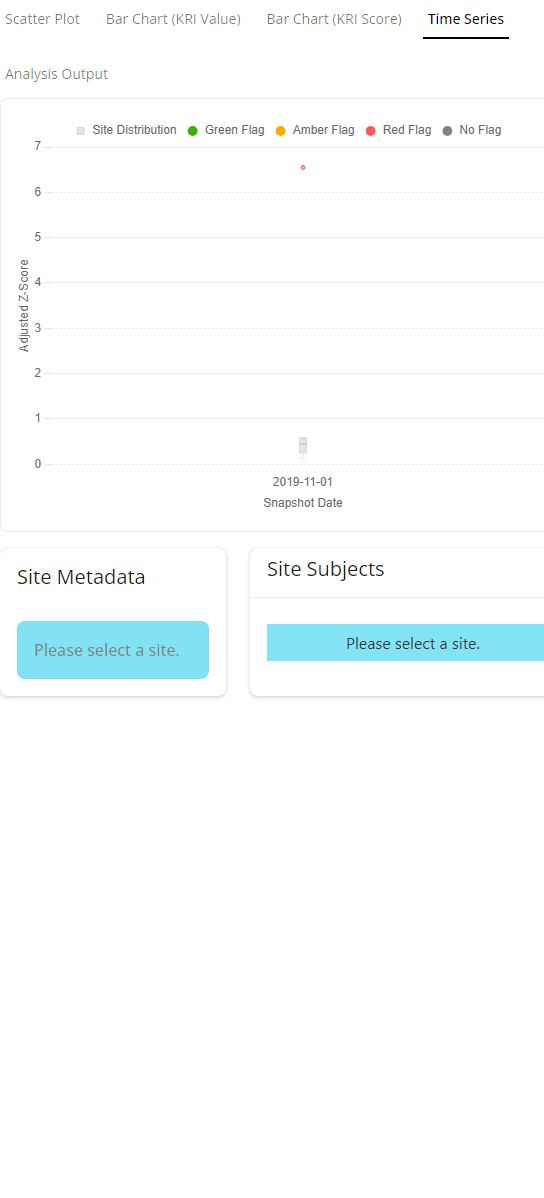 Scatter Plot Bar Chart (KRI Value) Bar Chart (KRI Score) Time Series
Analysis Output
Site Distribution Green Flag Amber Flag Red Flag No Flag
7
6
5
4
3
2
1
0
Adjusted Z-Score
2019-11-01
Snapshot Date
Site Metadata
Please select a site.
Site Subjects
Please select a site.